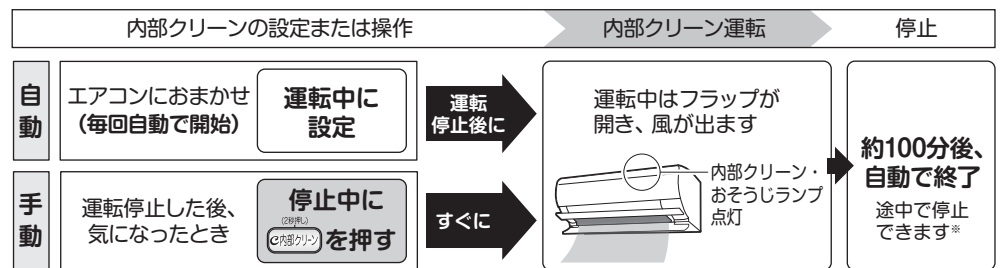 内部クリーンの設定または操作
内部クリーン運転
停止
自動
エアコンにおまかせ
(毎回自動で開始)
運転中に
設定
運転
停止後に
手動
運転停止した後、
気になったとき
停止中に
(2秒押し)
内部クリーン を押す
すぐに
運転中はフラップが
開き、風が出ます
内部クリーン・
おそうじランプ
点灯
約100分後、
自動で終了
途中で停止
できます※